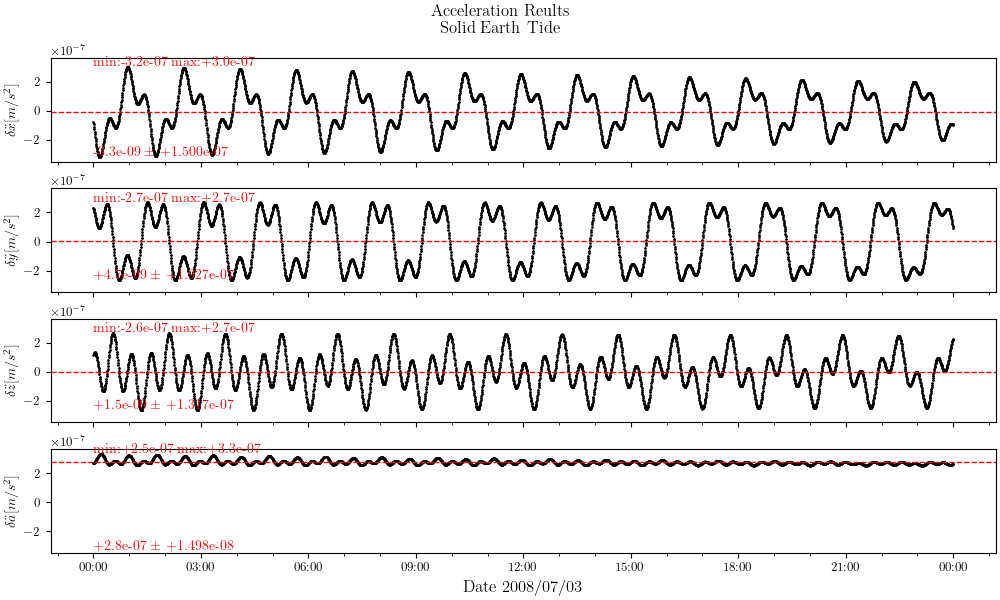 Acceleration Reults
Solid Earth Tide
×10⁻⁷
min:-3.2e-07 max:+3.0e-07
2
0
−2
δẍ[m/s²]
+1.500e-07
×10⁻⁷
min:-2.7e-07 max:+2.7e-07
2
0
−2
δÿ[m/s²]
×10⁻⁷
min:-2.6e-07 max:+2.7e-07
2
0
−2
δz̈[m/s²]
×10⁻⁷
min:+2.5e-07 max:+3.3e-07
2
0
−2
δä[m/s²]
+2.8e-07 ± +1.498e-08
00:00 03:00 06:00 09:00 12:00 15:00 18:00 21:00 00:00
Date 2008/07/03